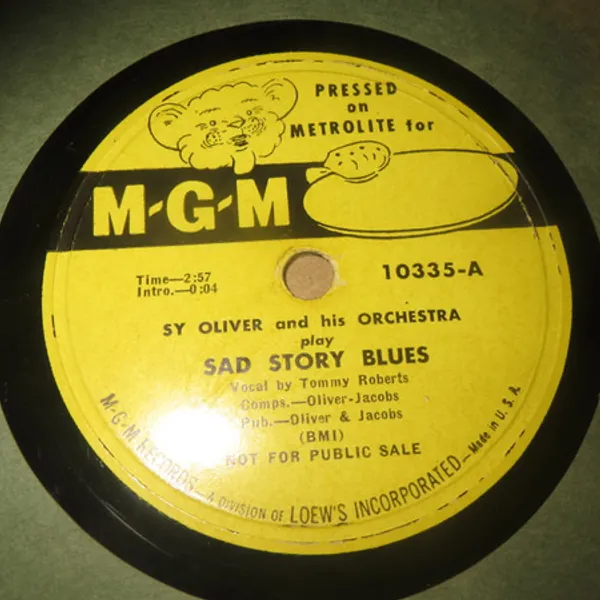 PRESSED
on
METROLITE for
M-G-M
Time—2:57
Intro.—0:04
10335-A
SY OLIVER and his ORCHESTRA
play
SAD STORY BLUES
Vocal by Tommy Roberts
Comps.—Oliver-Jacobs
Pub.—Oliver & Jacobs
(BMI)
NOT FOR PUBLIC SALE
M-G-M RECORDS—A DIVISION OF LOEW'S INCORPORATED—Made in U.S.A.